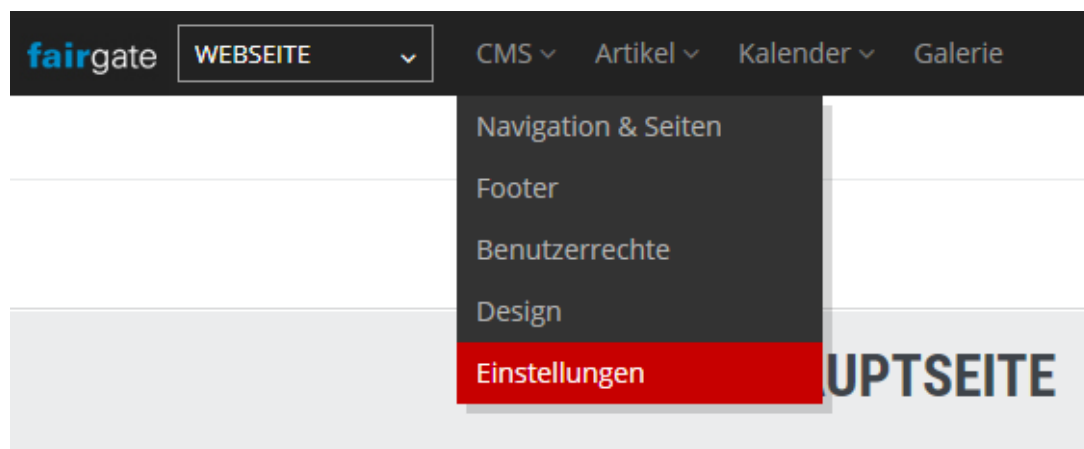 fairgate WEBSEITE CMS Artikel Kalender Galerie
Navigation & Seiten
Footer
Benutzerrechte
Design
Einstellungen
UPTSEITE